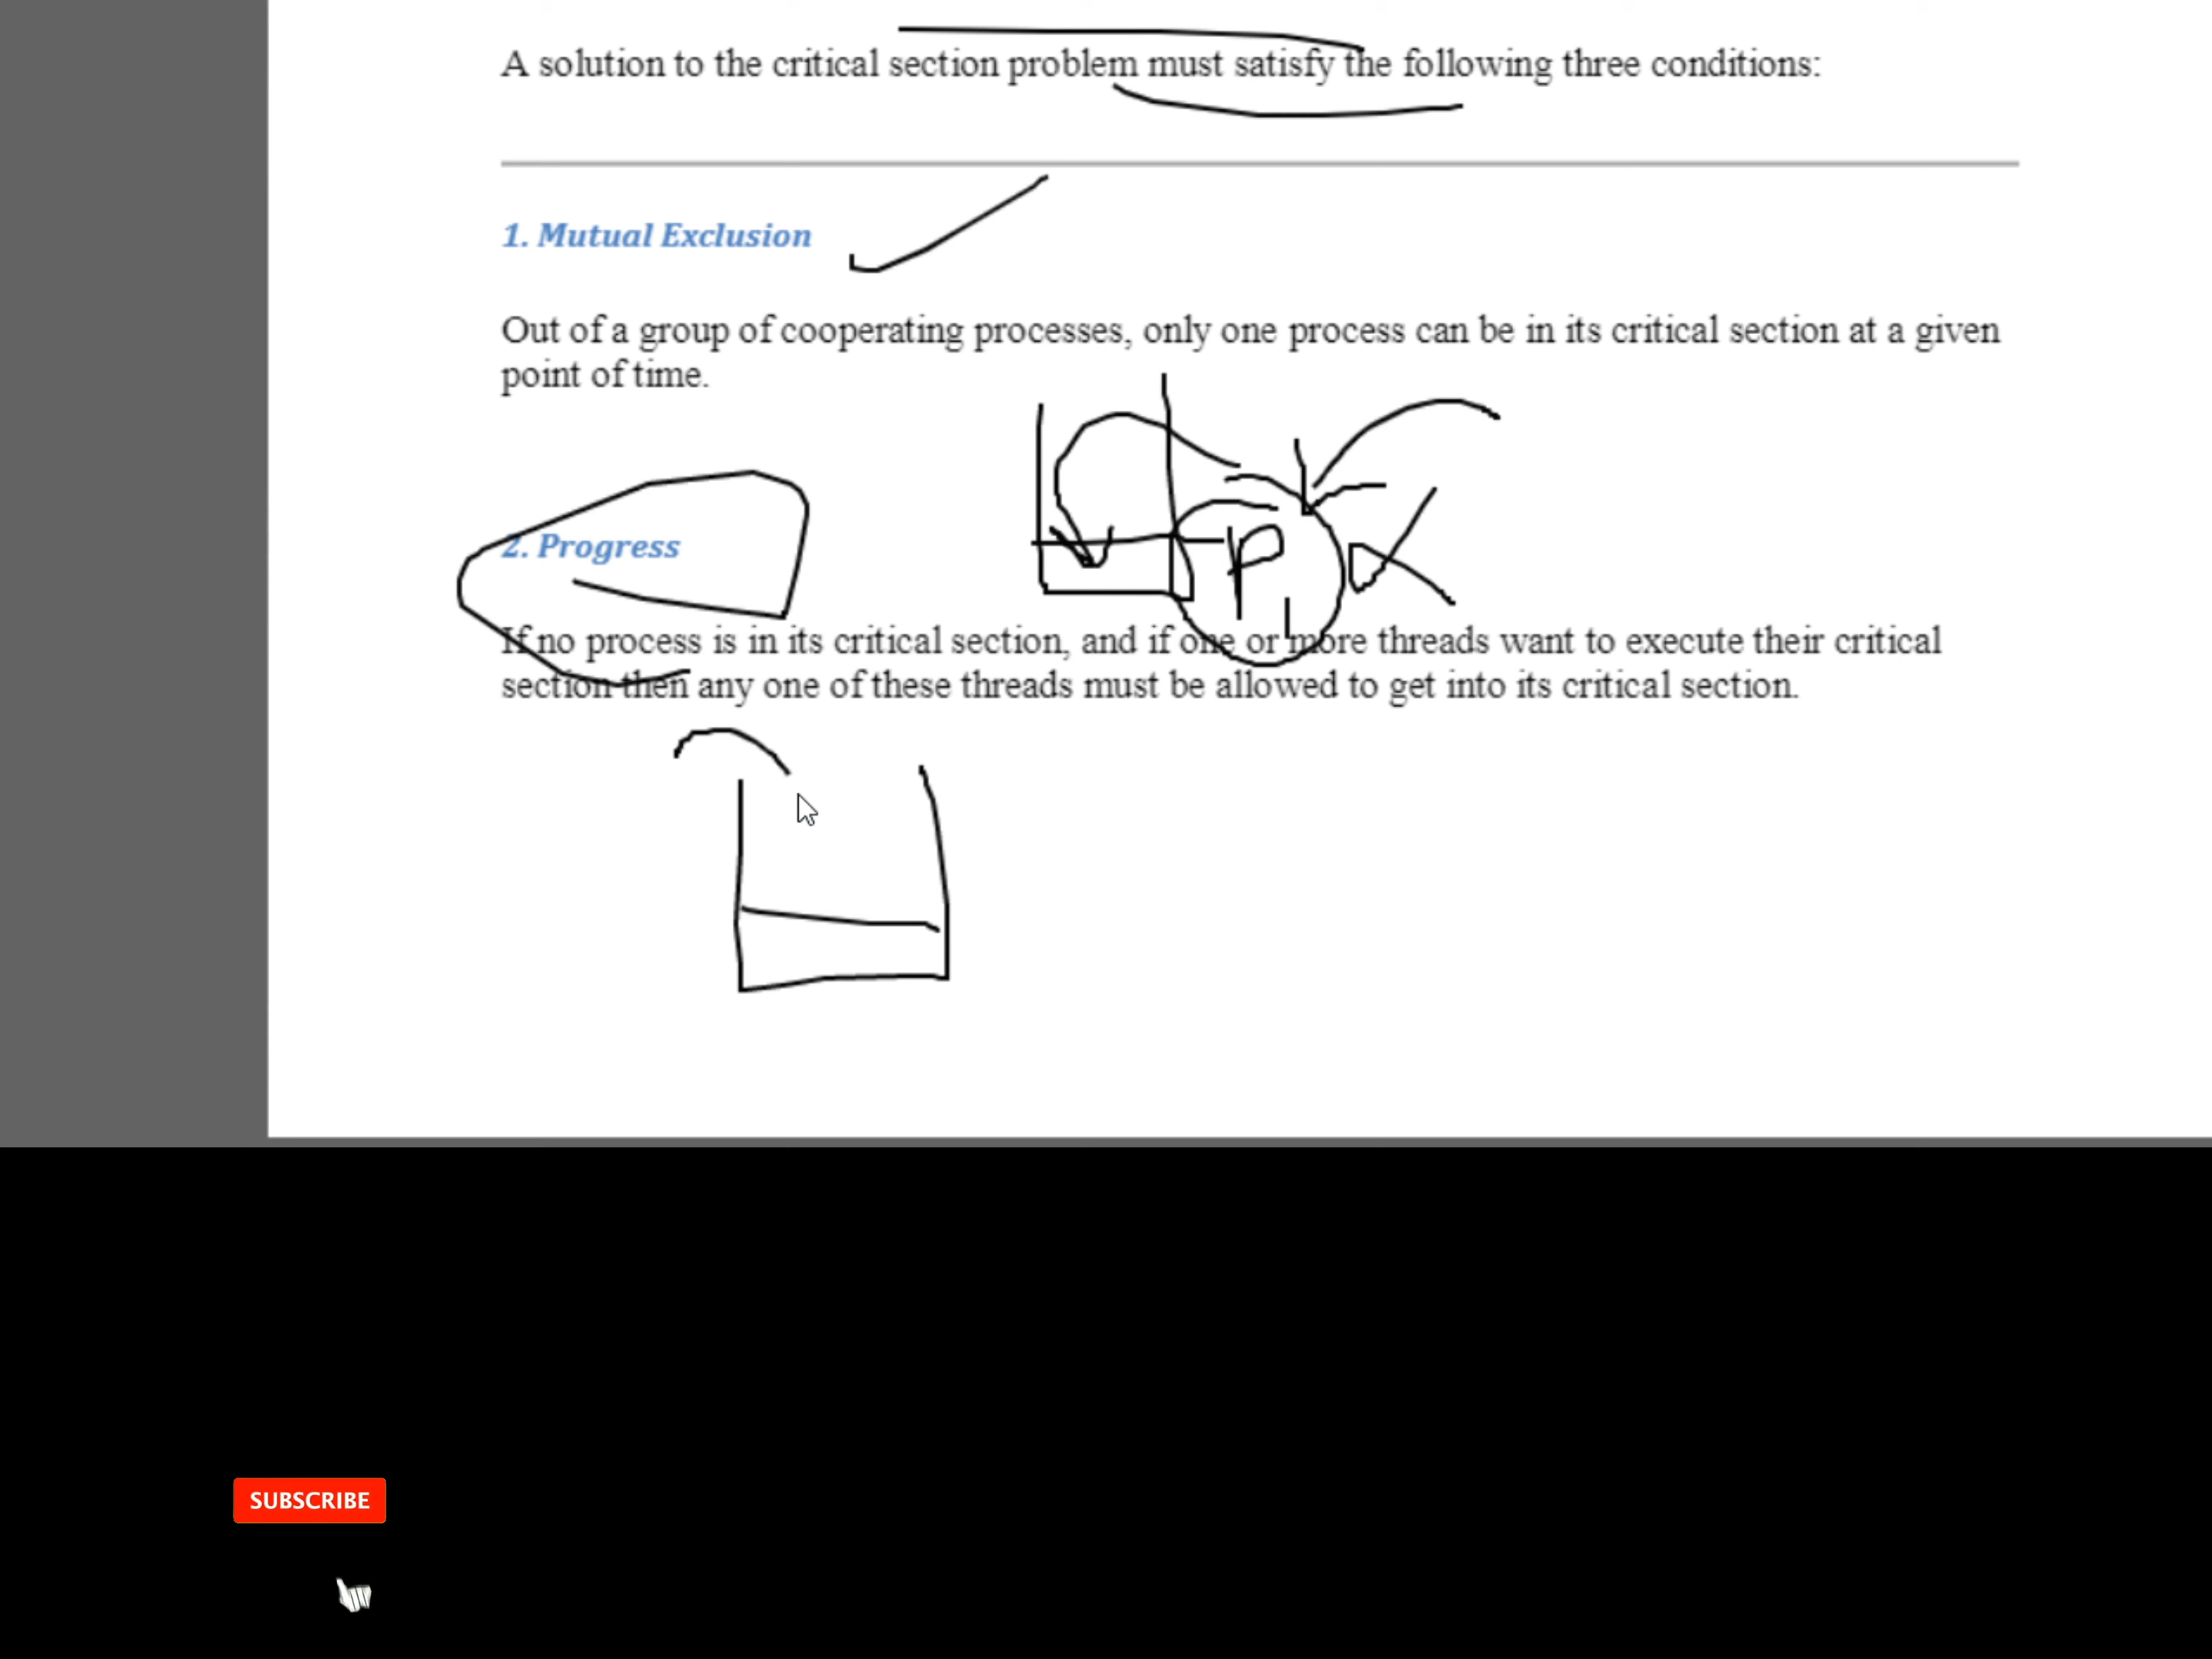 A solution to the critical section problem must satisfy the following three conditions:
1. Mutual Exclusion
Out of a group of cooperating processes, only one process can be in its critical section at a given
point of time.
P1
2. Progress
If no process is in its critical section, and if one or more threads want to execute their critical
section then any one of these threads must be allowed to get into its critical section.
SUBSCRIBE